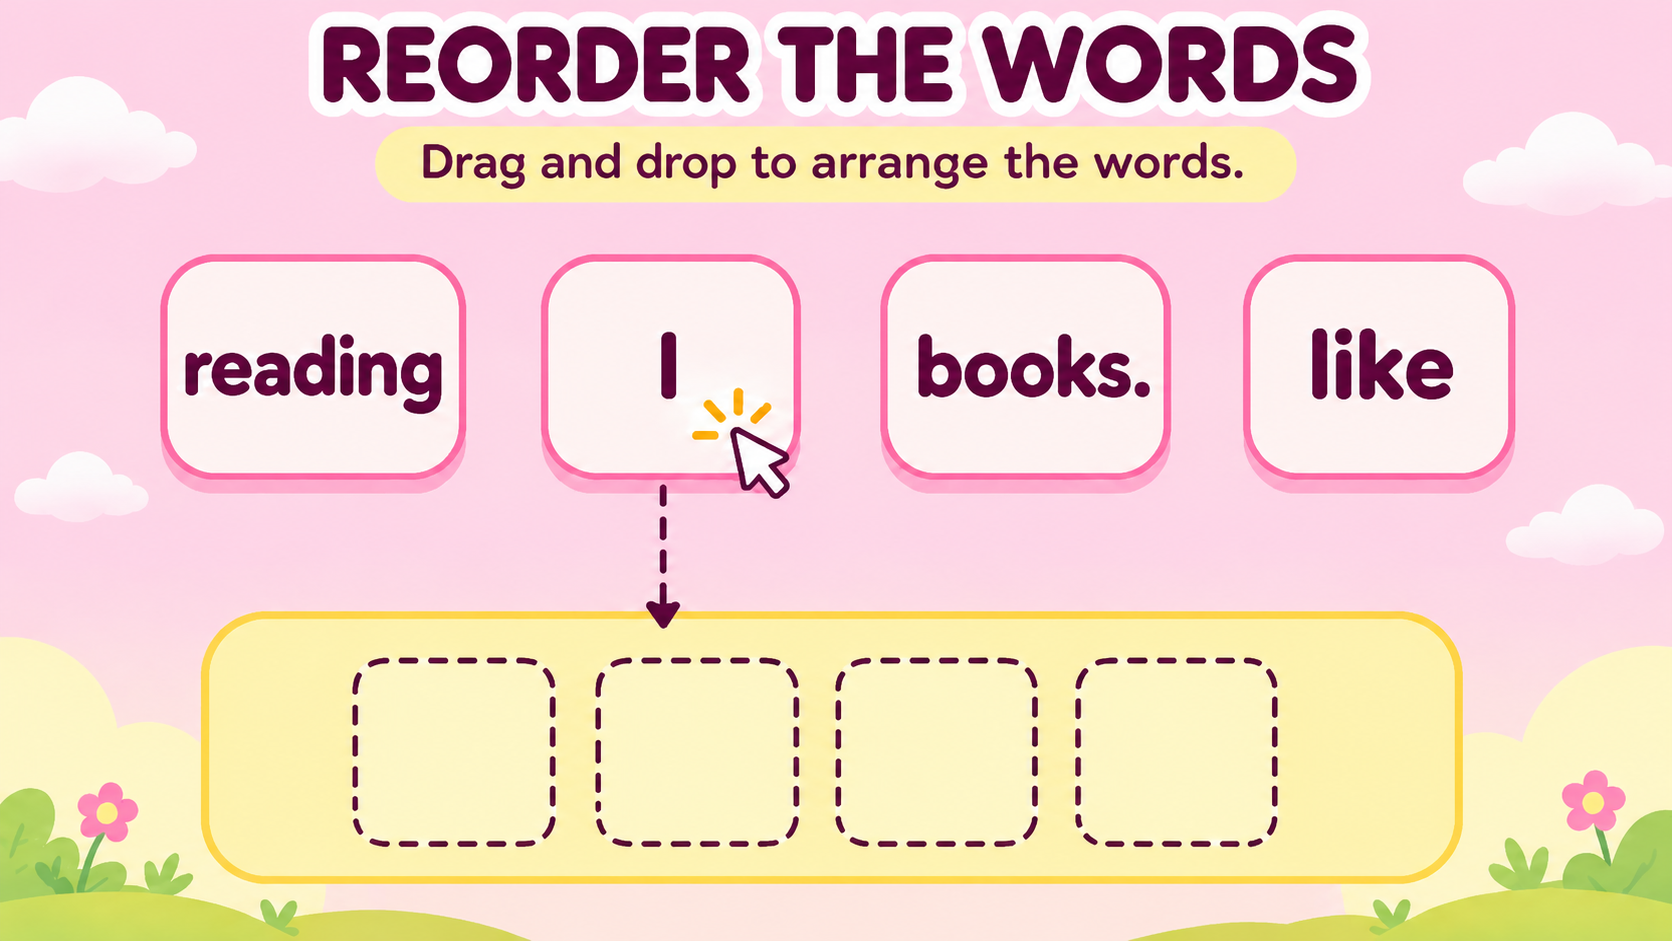 REORDER THE WORDS
Drag and drop to arrange the words.
reading I books. like